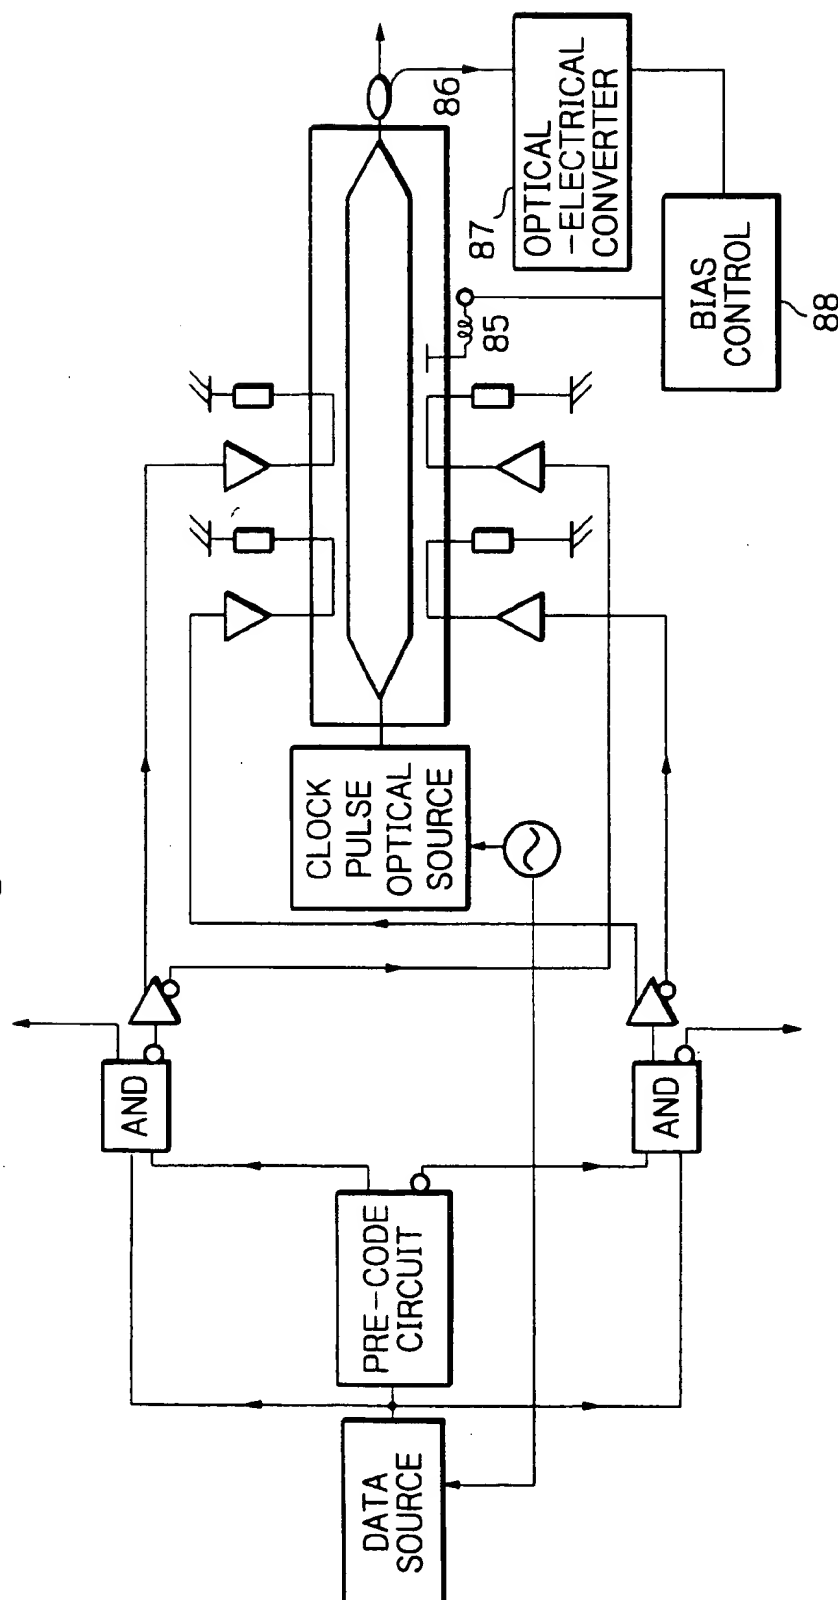 DATA
SOURCE
PRE-CODE
CIRCUIT
AND
AND
CLOCK
PULSE
OPTICAL
SOURCE
85
86
87
OPTICAL
-ELECTRICAL
CONVERTER
BIAS
CONTROL
88